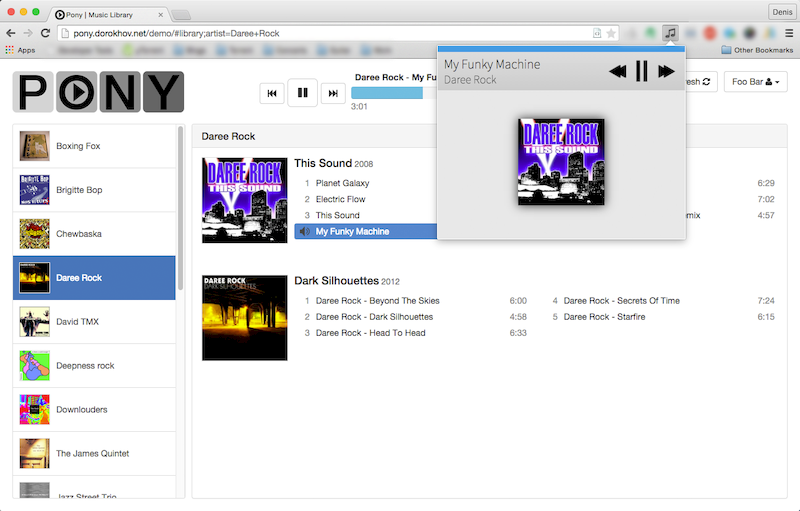 Pony | Music Library
Denis
pony.dorokhov.net/demo/#library;artist=Daree+Rock
Apps
Other Bookmarks
PONY
Daree Rock - My Fu
3:01
My Funky Machine
Daree Rock
Foo Bar
Boxing Fox
Brigitte Bop
Chewbaska
Daree Rock
David TMX
Deepness rock
Downlouders
The James Quintet
Jazz Street Trio
Daree Rock
DAREE ROCK
THIS SOUND
This Sound 2008
1 Planet Galaxy 6:29
2 Electric Flow 7:02
3 This Sound mix 4:57
My Funky Machine
DAREE ROCK
THIS SOUND
DAREE ROCK
DARK SILHOUETTES
Dark Silhouettes 2012
1 Daree Rock - Beyond The Skies 6:00
2 Daree Rock - Dark Silhouettes 4:58
3 Daree Rock - Head To Head 6:33
4 Daree Rock - Secrets Of Time 7:24
5 Daree Rock - Starfire 6:15